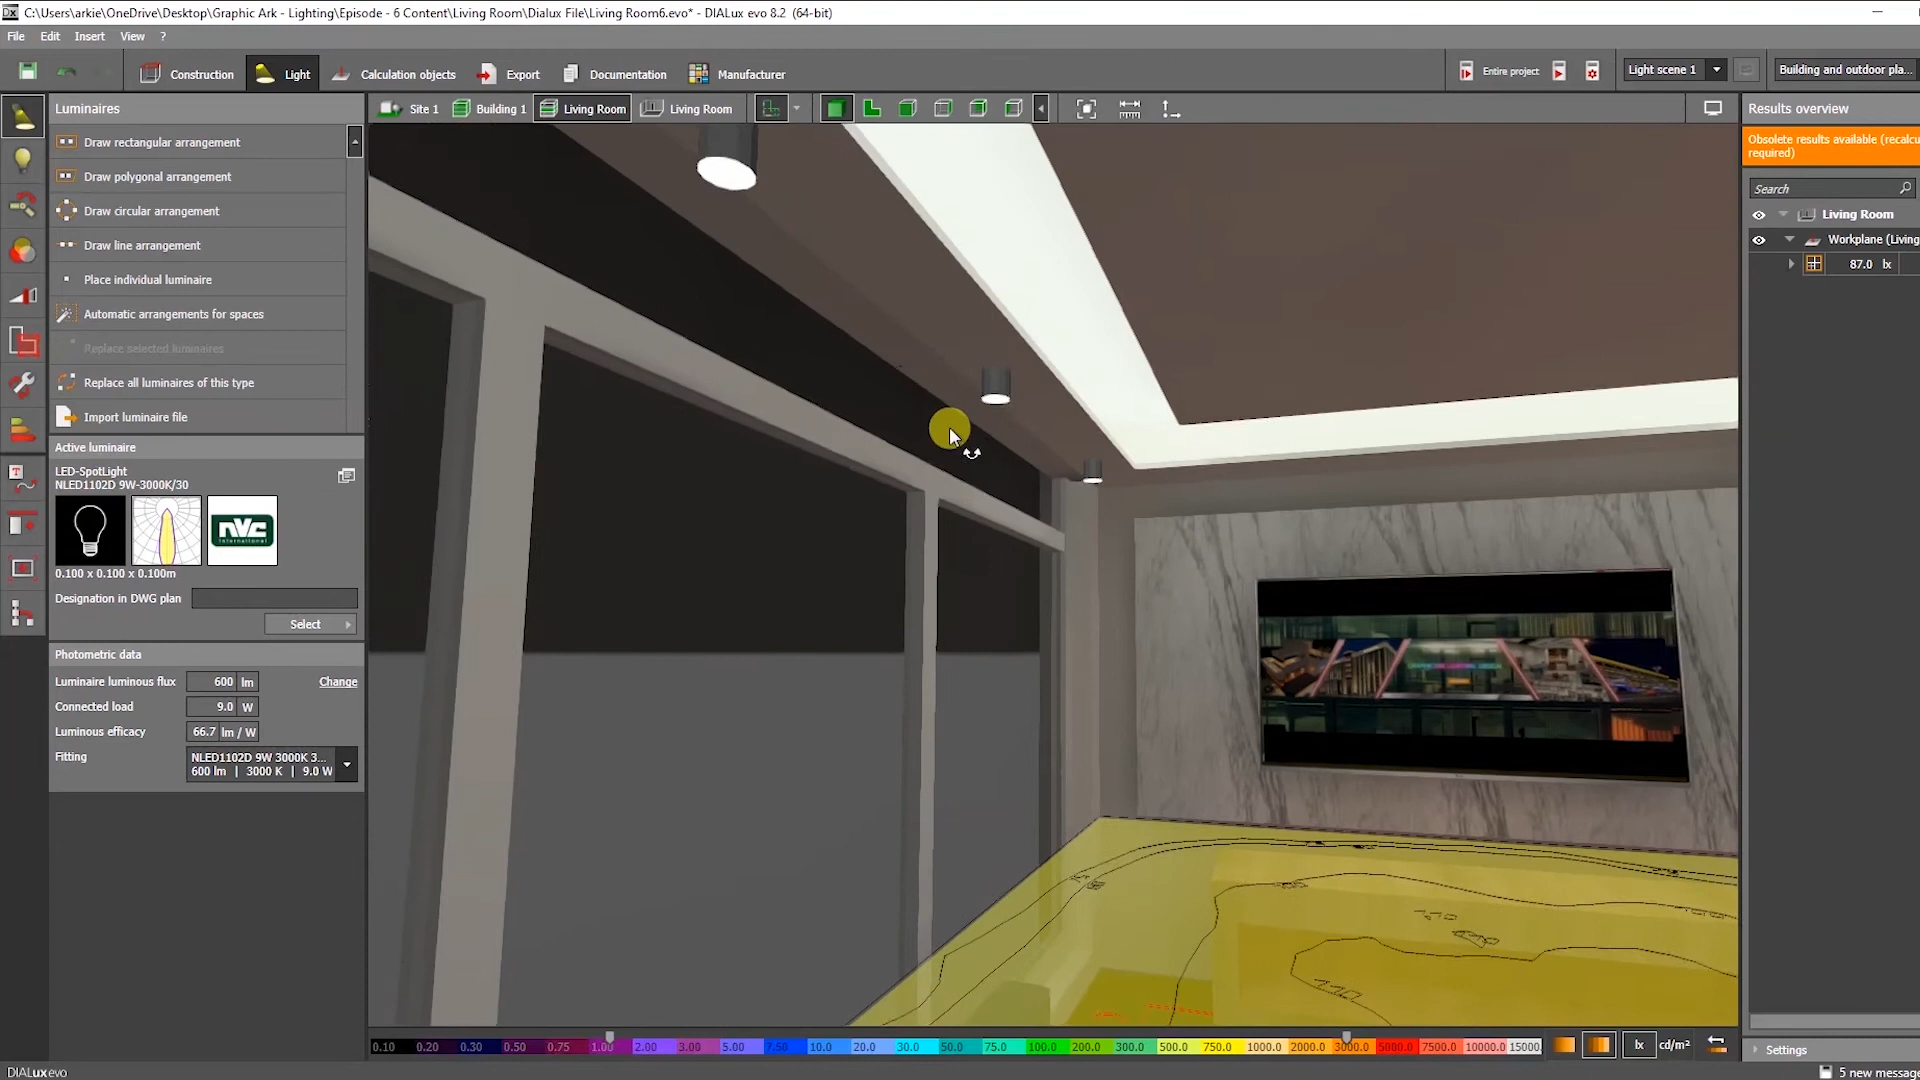 C:\Users\arkie\OneDrive\Desktop\Graphic Ark - Lighting\Episode - 6 Content\Living Room\Dialux File\Living Room6.evo* - DIALux evo 8.2 (64-bit)
File Edit Insert View ?
Construction Light Calculation objects Export Documentation Manufacturer
Entire project
Light scene 1
Building and outdoor pla...
Luminaires
Site 1 Building 1 Living Room Living Room
Results overview
Draw rectangular arrangement
Draw polygonal arrangement
Draw circular arrangement
Draw line arrangement
Place individual luminaire
Automatic arrangements for spaces
Replace selected luminaires
Replace all luminaires of this type
Import luminaire file
Obsolete results available (recalcu
required)
Search
Living Room
Workplane (Living
87.0 lx
Active luminaire
LED-SpotLight
NLED1102D 9W-3000K/30
nvc
International
0.100 x 0.100 x 0.100m
Designation in DWG plan
Select
Photometric data
Luminaire luminous flux 600 lm Change
Connected load 9.0 W
Luminous efficacy 66.7 lm / W
Fitting NLED1102D 9W 3000K 3...
600 lm | 3000 K | 9.0 W
0.10 0.20 0.30 0.50 0.75 1.00 2.00 3.00 5.00 7.50 10.0 20.0 30.0 50.0 75.0 100.0 200.0 300.0 500.0 750.0 1000.0 2000.0 3000.0 5000.0 7500.0 10000.0 15000.
lx cd/m²
Settings
DIALux evo
5 new message